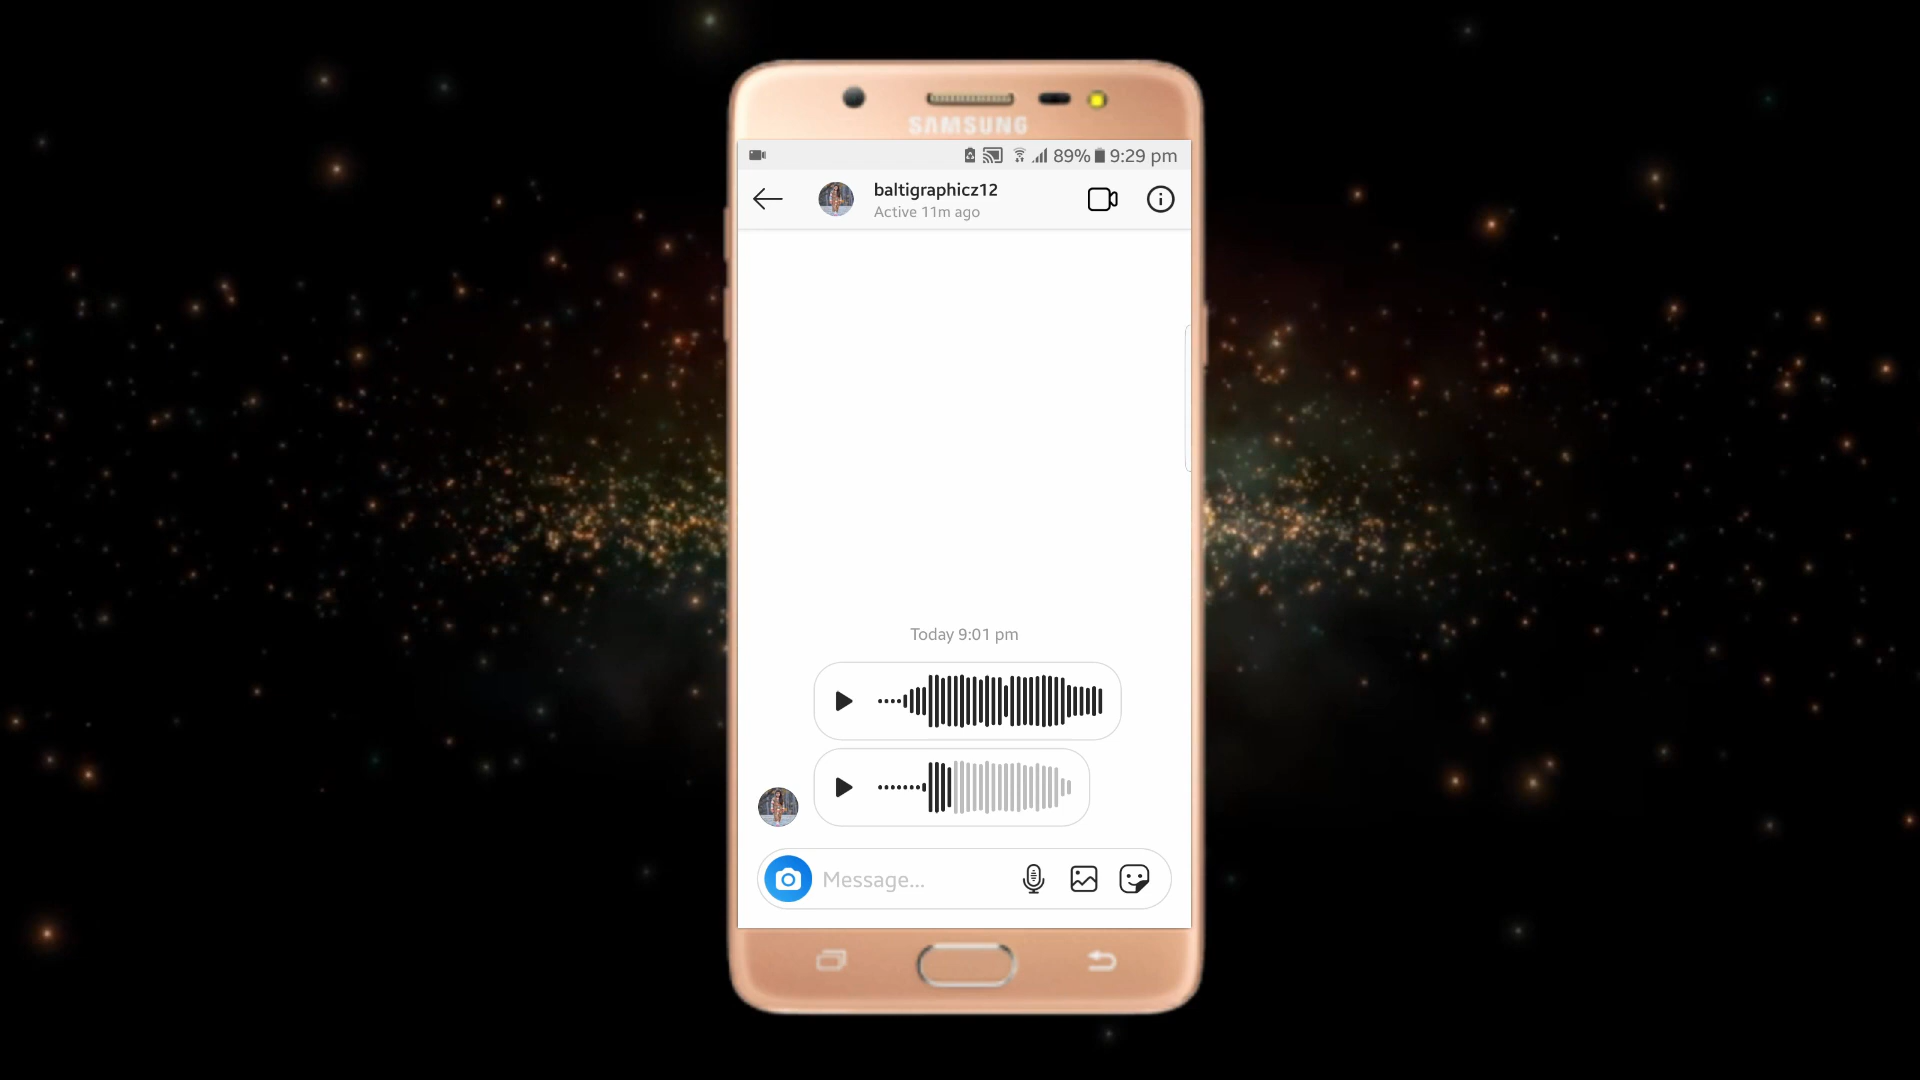 SAMSUNG
89% 9:29 pm
baltigraphicz12
Active 11m ago
Today 9:01 pm
Message...